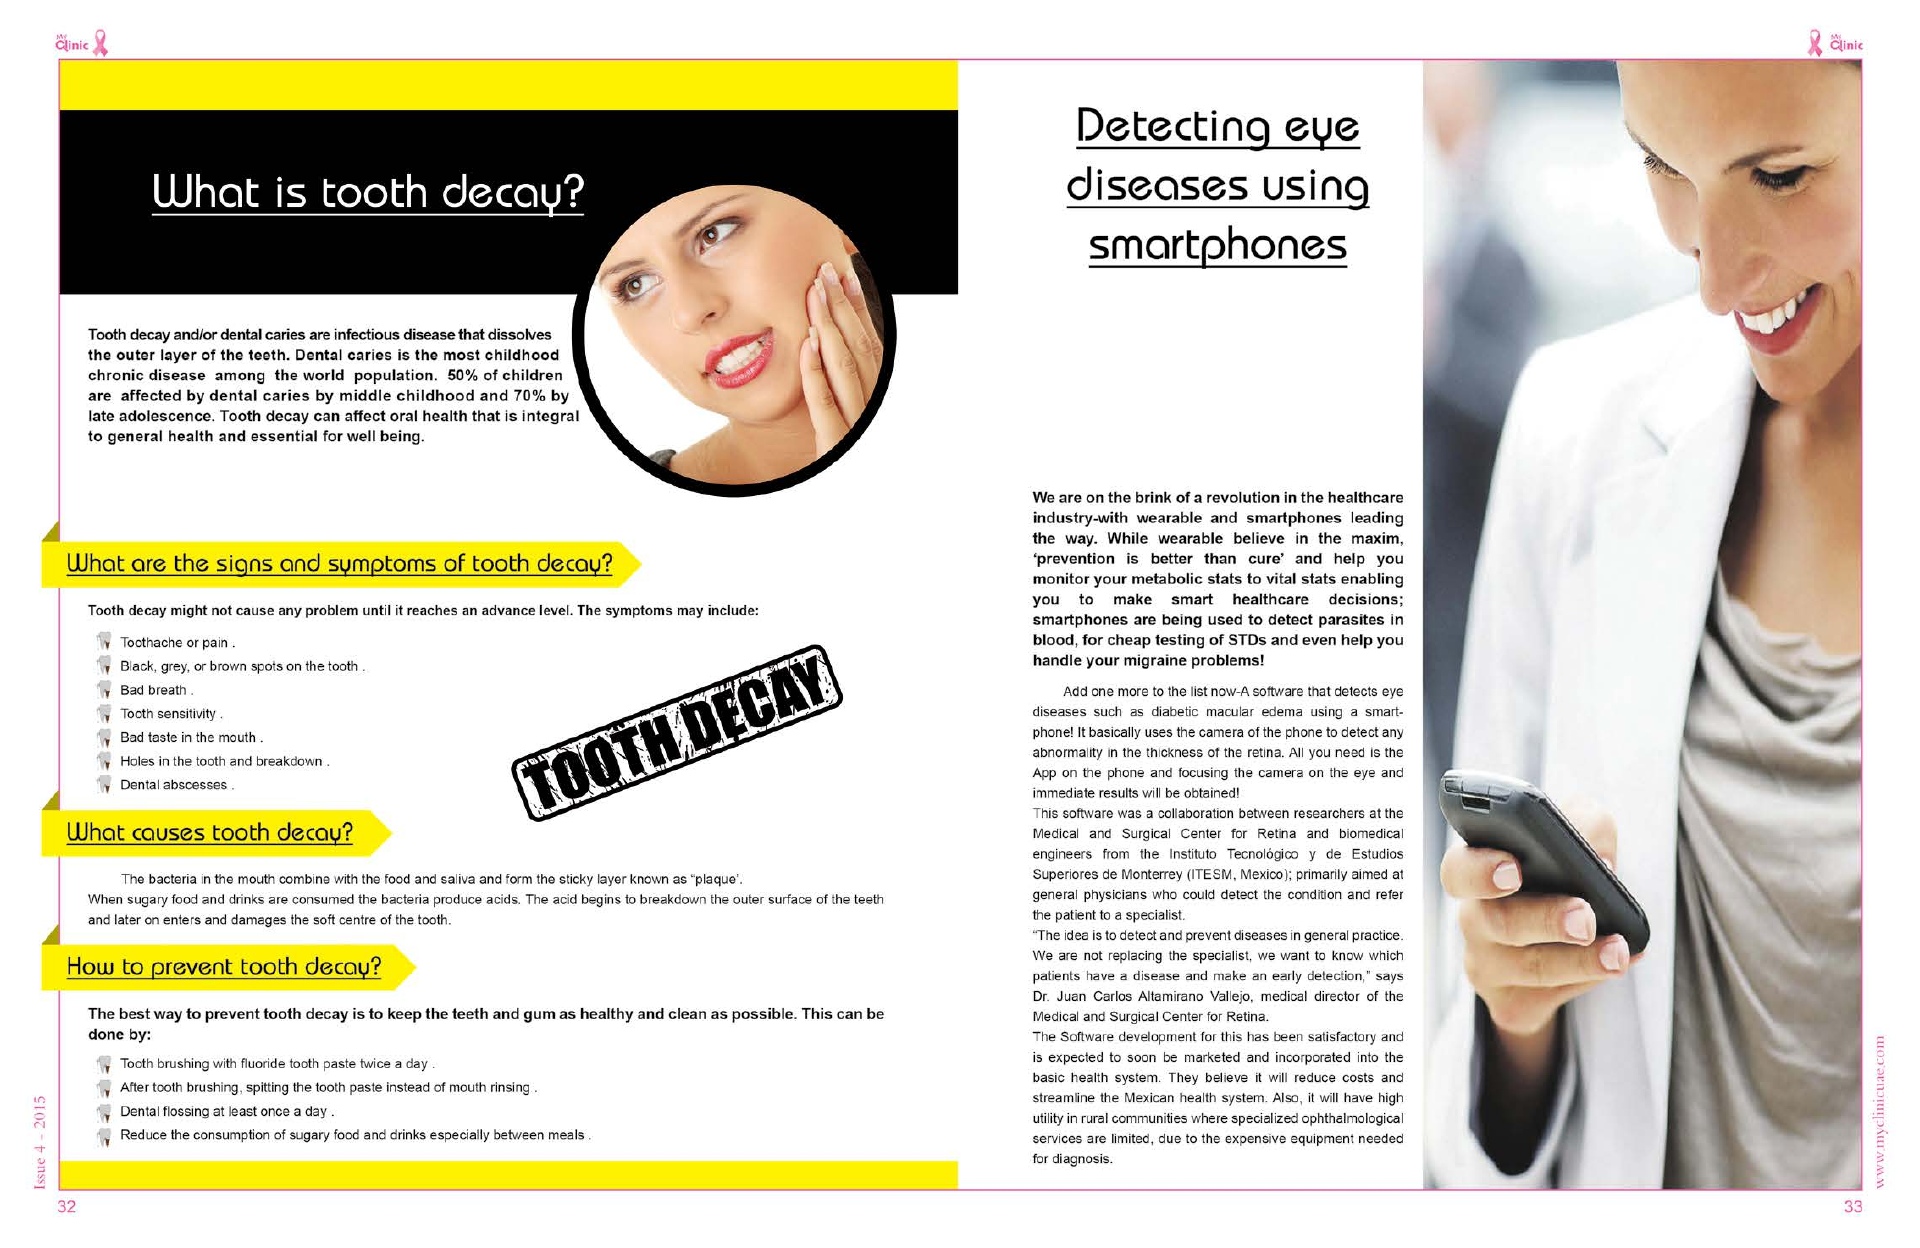 My
Clinic
What is tooth decay?
Tooth decay and/or dental caries are infectious disease that dissolves
the outer layer of the teeth. Dental caries is the most childhood
chronic disease among the world population. 50% of children
are affected by dental caries by middle childhood and 70% by
late adolescence. Tooth decay can affect oral health that is integral
to general health and essential for well being.
What are the signs and symptoms of tooth decay?
Tooth decay might not cause any problem until it reaches an advance level. The symptoms may include:
Toothache or pain .
Black, grey, or brown spots on the tooth .
Bad breath .
Tooth sensitivity .
Bad taste in the mouth .
Holes in the tooth and breakdown .
Dental abscesses .
TOOTH DECAY
What causes tooth decay?
The bacteria in the mouth combine with the food and saliva and form the sticky layer known as “plaque’.
When sugary food and drinks are consumed the bacteria produce acids. The acid begins to breakdown the outer surface of the teeth
and later on enters and damages the soft centre of the tooth.
How to prevent tooth decay?
The best way to prevent tooth decay is to keep the teeth and gum as healthy and clean as possible. This can be
done by:
Tooth brushing with fluoride tooth paste twice a day .
After tooth brushing, spitting the tooth paste instead of mouth rinsing .
Dental flossing at least once a day .
Reduce the consumption of sugary food and drinks especially between meals .
Issue 4 - 2015
32
My
Clinic
Detecting eye
diseases using
smartphones
We are on the brink of a revolution in the healthcare
industry-with wearable and smartphones leading
the way. While wearable believe in the maxim,
‘prevention is better than cure’ and help you
monitor your metabolic stats to vital stats enabling
you to make smart healthcare decisions;
smartphones are being used to detect parasites in
blood, for cheap testing of STDs and even help you
handle your migraine problems!
Add one more to the list now-A software that detects eye
diseases such as diabetic macular edema using a smart-
phone! It basically uses the camera of the phone to detect any
abnormality in the thickness of the retina. All you need is the
App on the phone and focusing the camera on the eye and
immediate results will be obtained!
This software was a collaboration between researchers at the
Medical and Surgical Center for Retina and biomedical
engineers from the Instituto Tecnológico y de Estudios
Superiores de Monterrey (ITESM, Mexico); primarily aimed at
general physicians who could detect the condition and refer
the patient to a specialist.
“The idea is to detect and prevent diseases in general practice.
We are not replacing the specialist, we want to know which
patients have a disease and make an early detection,” says
Dr. Juan Carlos Altamirano Vallejo, medical director of the
Medical and Surgical Center for Retina.
The Software development for this has been satisfactory and
is expected to soon be marketed and incorporated into the
basic health system. They believe it will reduce costs and
streamline the Mexican health system. Also, it will have high
utility in rural communities where specialized ophthalmological
services are limited, due to the expensive equipment needed
for diagnosis.
www.myclinicuae.com
33